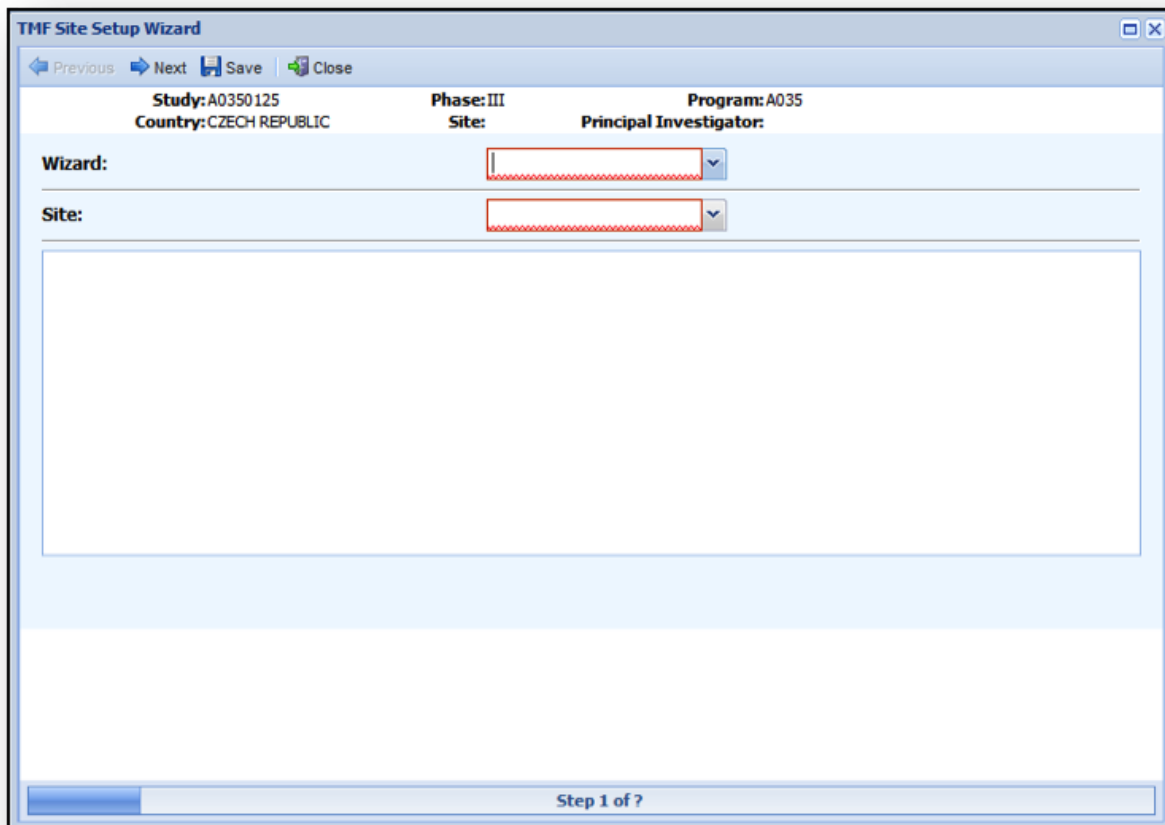 TMF Site Setup Wizard
Previous Next Save Close
Study: A0350125 Phase: III Program: A035
Country: CZECH REPUBLIC Site: Principal Investigator:
Wizard:
Site:
Step 1 of ?